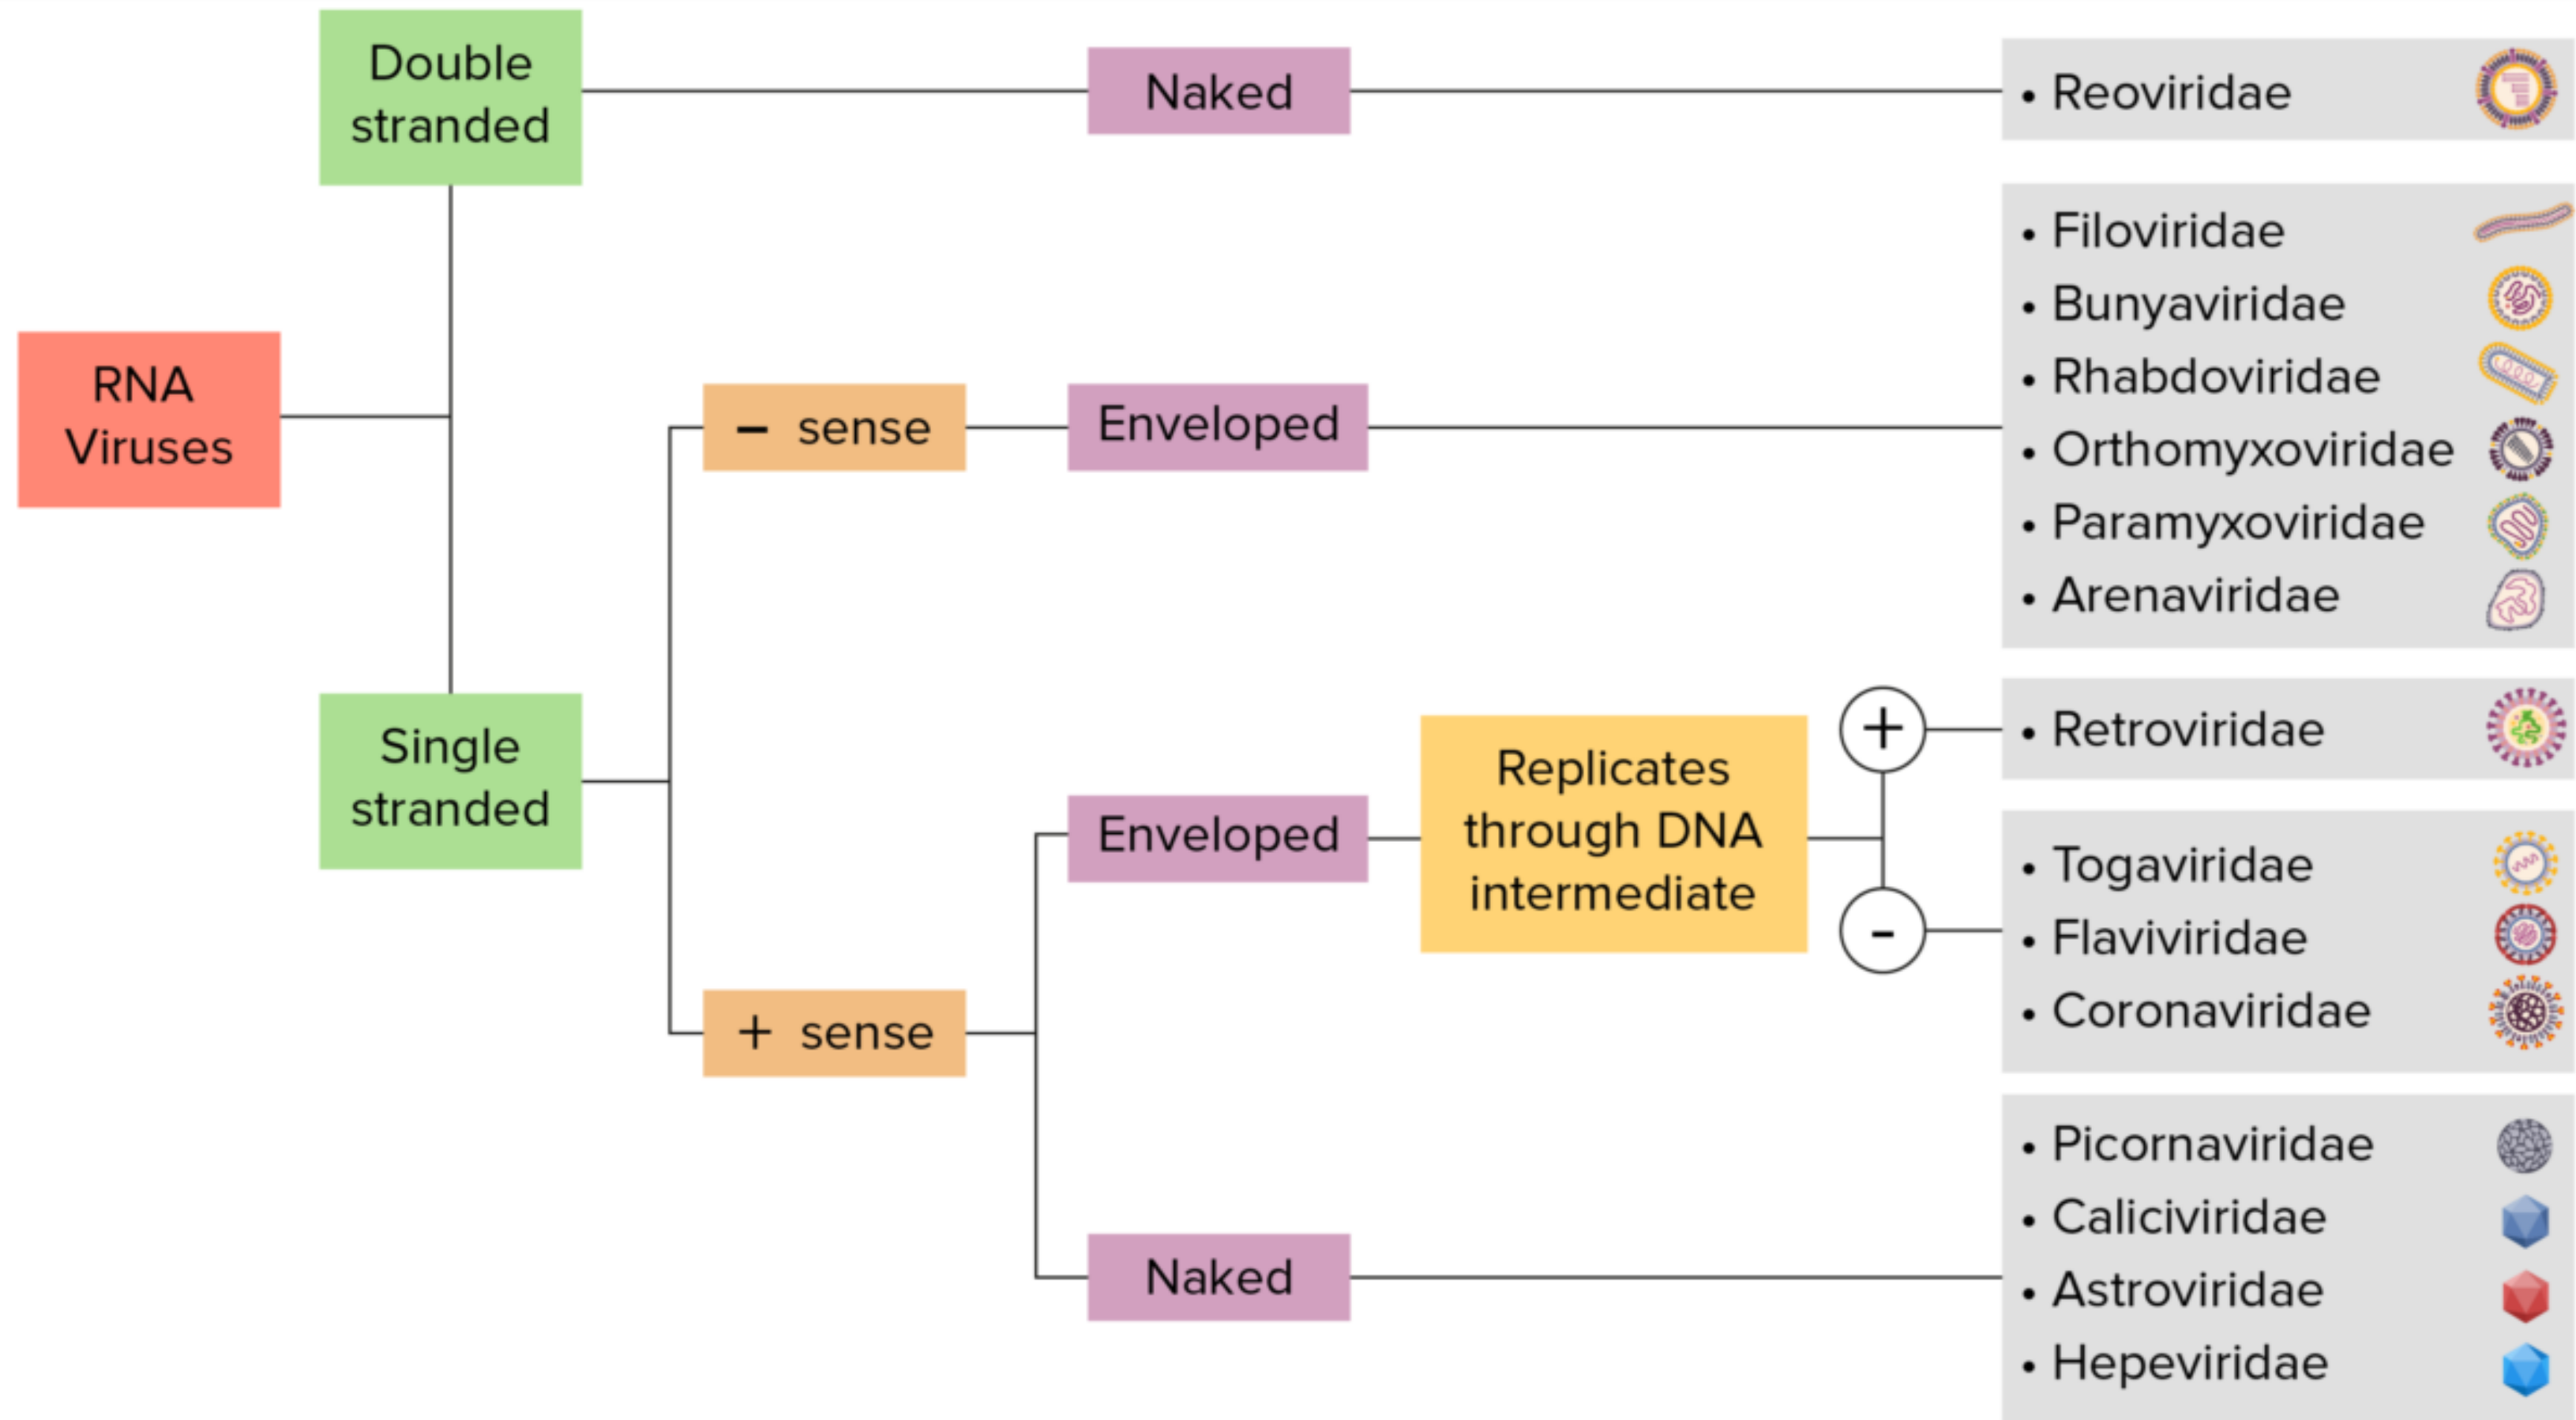 Double
stranded
Naked
• Reoviridae
RNA
Viruses
– sense
Enveloped
• Filoviridae
• Bunyaviridae
• Rhabdoviridae
• Orthomyxoviridae
• Paramyxoviridae
• Arenaviridae
Single
stranded
+ sense
Enveloped
Replicates
through DNA
intermediate
+
• Retroviridae
-
• Togaviridae
• Flaviviridae
• Coronaviridae
Naked
• Picornaviridae
• Caliciviridae
• Astroviridae
• Hepeviridae